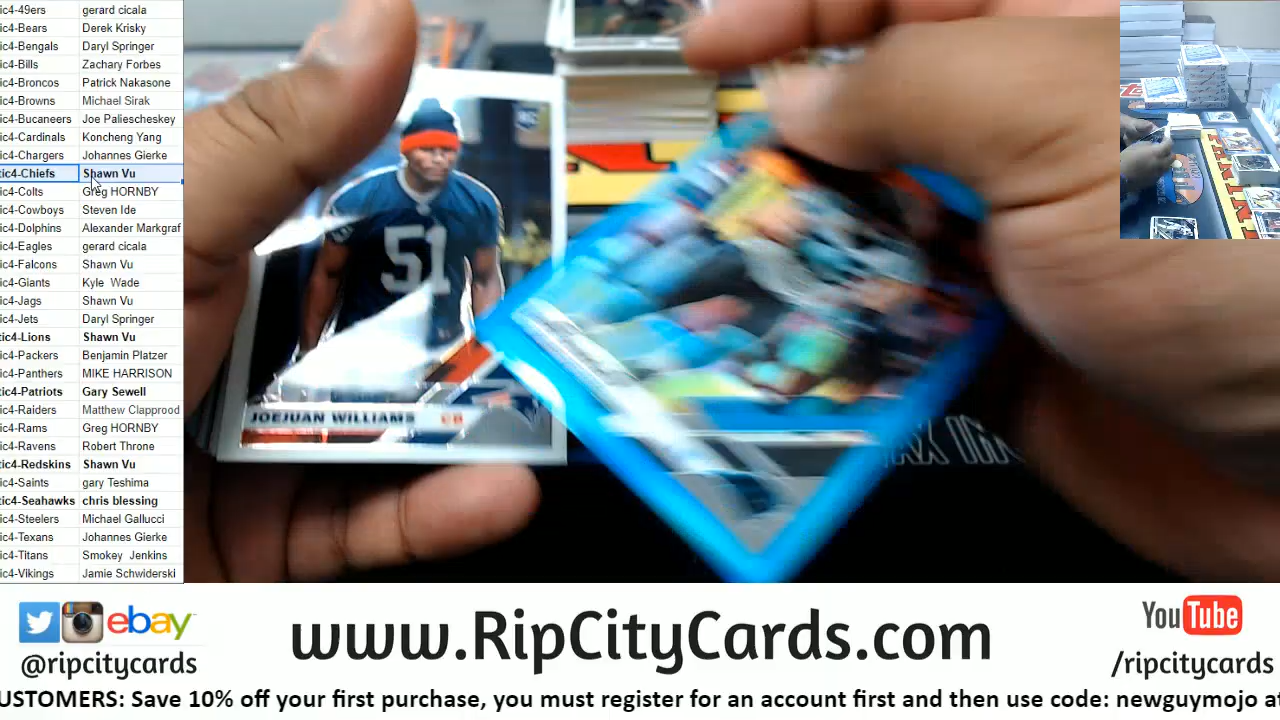 ic4-49ers gerard cicala
ic4-Bears Derek Krisky
ic4-Bengals Daryl Springer
ic4-Bills Zachary Forbes
ic4-Broncos Patrick Nakasone
ic4-Browns Michael Sirak
ic4-Bucaneers Joe Paliescheskey
ic4-Cardinals Koncheng Yang
ic4-Chargers Johannes Gierke
tic4-Chiefs Shawn Vu
ic4-Colts Greg HORNBY
ic4-Cowboys Steven Ide
ic4-Dolphins Alexander Markgraf
ic4-Eagles gerard cicala
ic4-Falcons Shawn Vu
ic4-Giants Kyle Wade
ic4-Jags Shawn Vu
ic4-Jets Daryl Springer
tic4-Lions Shawn Vu
ic4-Packers Benjamin Platzer
ic4-Panthers MIKE HARRISON
tic4-Patriots Gary Sewell
ic4-Raiders Matthew Clapprood
ic4-Rams Greg HORNBY
ic4-Ravens Robert Throne
tic4-Redskins Shawn Vu
ic4-Saints gary Teshima
tic4-Seahawks chris blessing
ic4-Steelers Michael Gallucci
ic4-Texans Johannes Gierke
ic4-Titans Smokey Jenkins
ic4-Vikings Jamie Schwiderski
51
JOEJUAN WILLIAMS CB
ebay
@ripcitycards
www.RipCityCards.com
YouTube
/ripcitycards
USTOMERS: Save 10% off your first purchase, you must register for an account first and then use code: newguymojo at